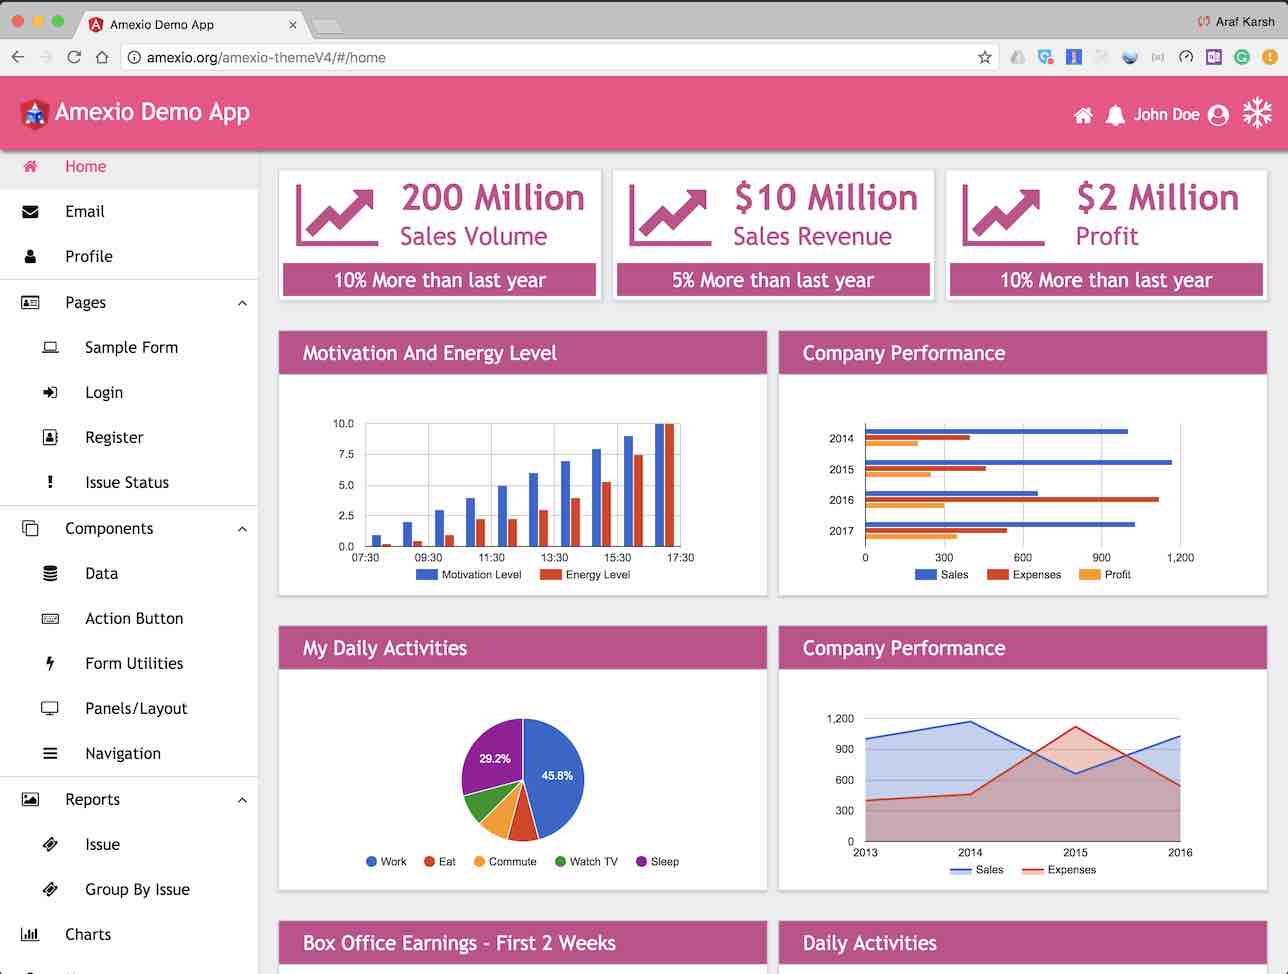 Amexio Demo App
Araf Karsh
amexio.org/amexio-themeV4/#/home
Amexio Demo App
John Doe
Home
Email
Profile
Pages
Sample Form
Login
Register
Issue Status
Components
Data
Action Button
Form Utilities
Panels/Layout
Navigation
Reports
Issue
Group By Issue
Charts
200 Million
Sales Volume
10% More than last year
$10 Million
Sales Revenue
5% More than last year
$2 Million
Profit
10% More than last year
Motivation And Energy Level
10.0
7.5
5.0
2.5
0.0
07:30 09:30 11:30 13:30 15:30 17:30
Motivation Level Energy Level
Company Performance
2014
2015
2016
2017
0 300 600 900 1,200
Sales Expenses Profit
My Daily Activities
29.2%
45.8%
Work Eat Commute Watch TV Sleep
Company Performance
1,200
900
600
300
0
2013 2014 2015 2016
Sales Expenses
Box Office Earnings - First 2 Weeks
Daily Activities